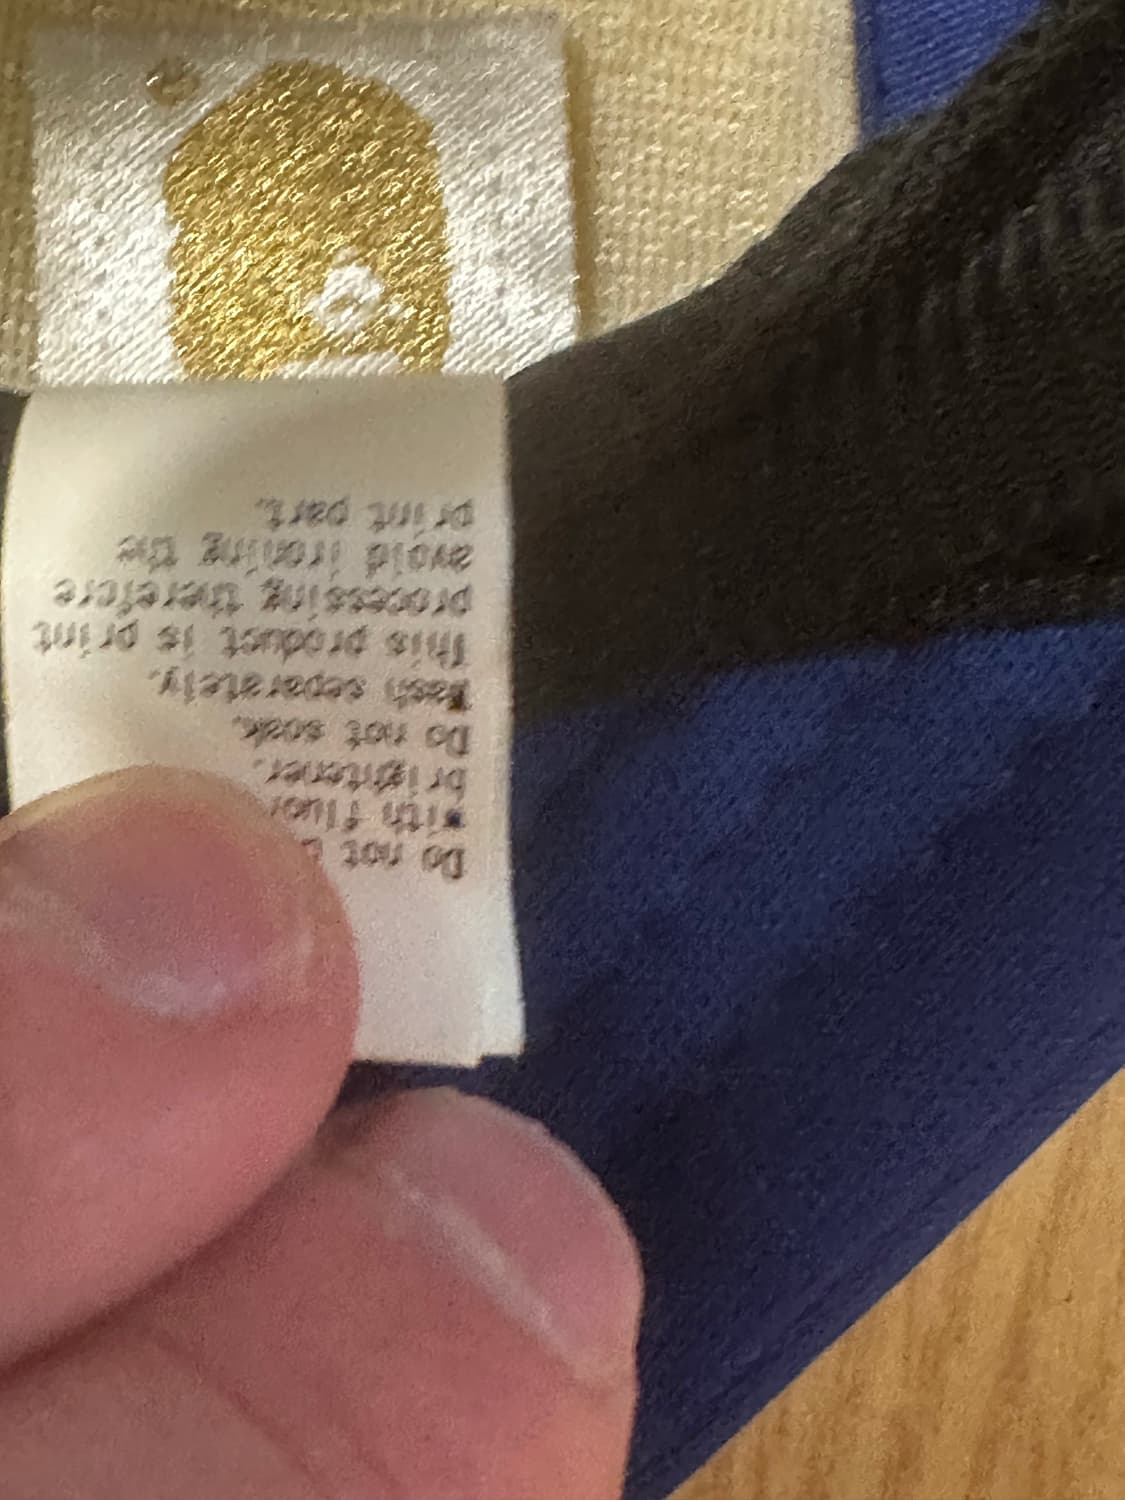 Do not
with fluor
brightener.
Do not soak.
Wash separately.
This product is print
processing therefore
avoid ironing the
print part.